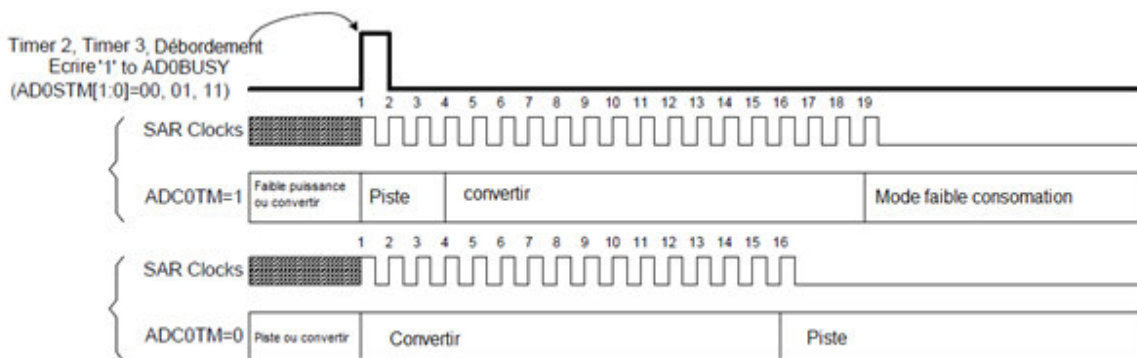 Timer 2, Timer 3, Débordement
Ecrire '1' to AD0BUSY
(AD0STM[1:0]=00, 01, 11)
1 2 3 4 5 6 7 8 9 10 11 12 13 14 15 16 17 18 19
SAR Clocks
ADC0TM=1
Faible puissance
ou convertir
Piste
convertir
Mode faible consomation
1 2 3 4 5 6 7 8 9 10 11 12 13 14 15 16
SAR Clocks
ADC0TM=0
Piste ou convertir
Convertir
Piste